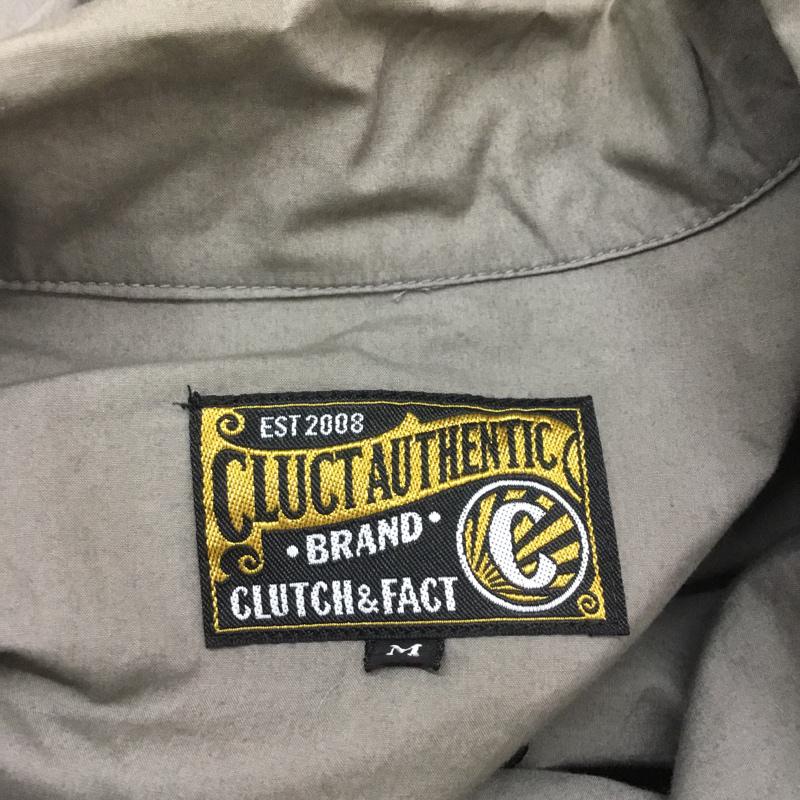 EST 2008
CLUCT AUTHENTIC
• BRAND •
CLUTCH & FACT
C
M